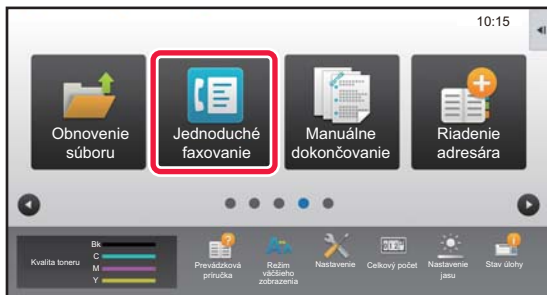 10:15
Obnovenie
súboru
Jednoduché
faxovanie
Manuálne
dokončovanie
Riadenie
adresára
Kvalita toneru
Bk
C
M
Y
Prevádzková
príručka
Režim
väčšieho
zobrazenia
Nastavenie
Celkový počet
Nastavenie
jasu
Stav úlohy